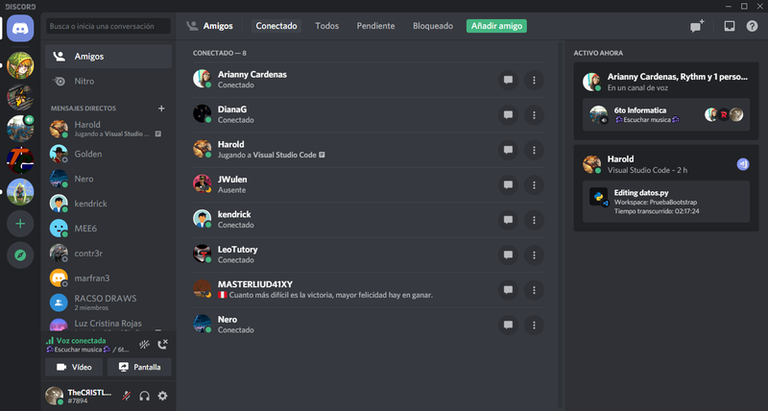 DISCORD
Busca o inicia una conversación
Amigos
Nitro
MENSAJES DIRECTOS
Harold
Jugando a Visual Studio ...
Golden
Nero
kendrick
MEE6
contr3r
marfran3
RACSO DRAWS
2 miembros
Luz Cristina Rojas
Voz conectada
Escuchar musica / 6t...
Vídeo
Pantalla
TheCЯISTL...
#7894
Amigos
Conectado
Todos
Pendiente
Bloqueado
Añadir amigo
CONECTADO — 8
Arianny Cardenas
Conectado
DianaG
Conectado
Harold
Jugando a Visual Studio Code
JWulen
Ausente
kendrick
Conectado
LeoTutory
Conectado
MASTERLIUD41XY
Cuanto más difícil es la victoria, mayor felicidad hay en ganar.
Nero
Conectado
ACTIVO AHORA
Arianny Cardenas, Rythm y 1 perso...
En un canal de voz
6to Informatica
Escuchar musica
Harold
Visual Studio Code – 2 h
Editing datos.py
Workspace: PruebaBootstrap
Tiempo transcurrido: 02:17:24